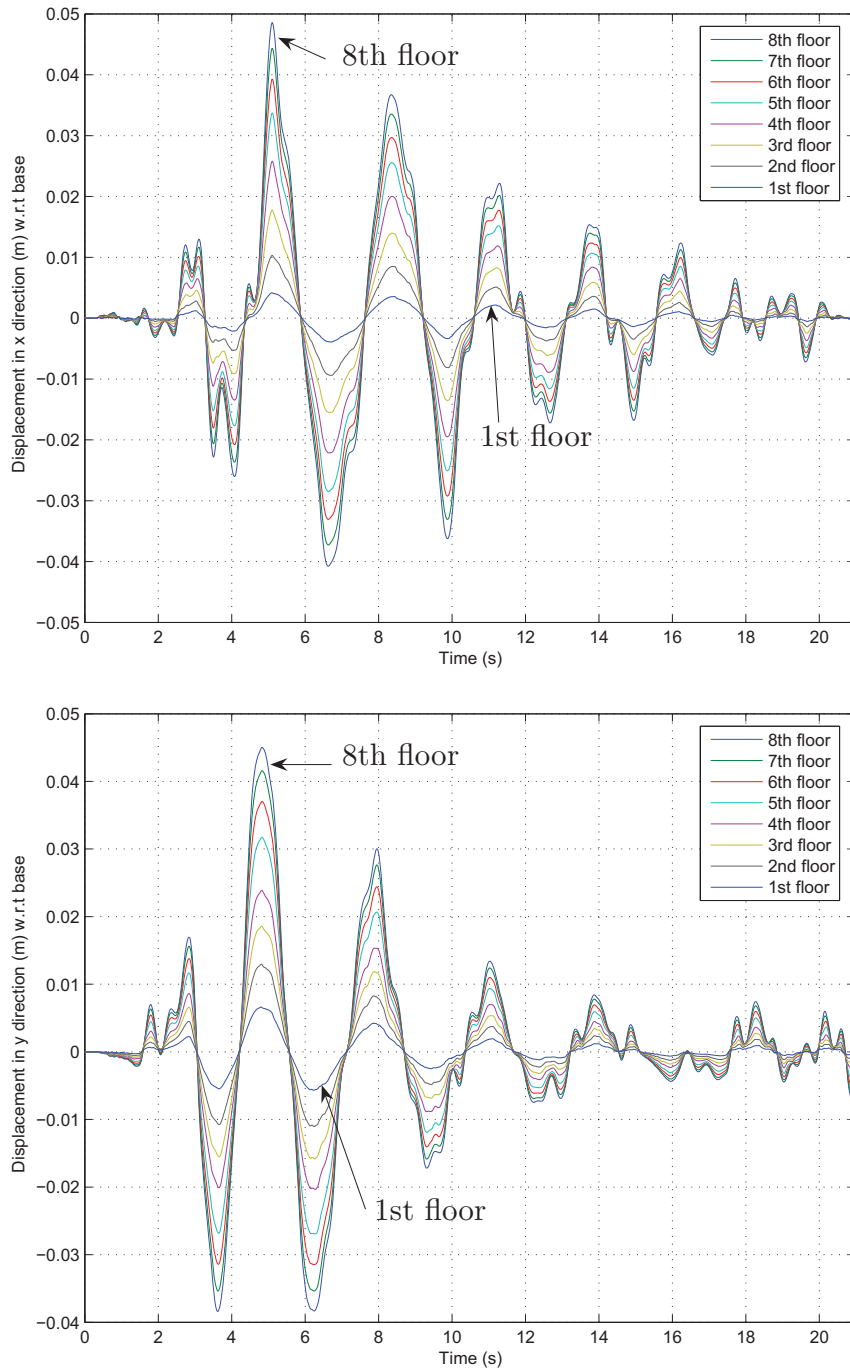 0.05
0.04
0.03
0.02
0.01
0
−0.01
−0.02
−0.03
−0.04
−0.05
Displacement in x direction (m) w.r.t base
8th floor
1st floor
8th floor
7th floor
6th floor
5th floor
4th floor
3rd floor
2nd floor
1st floor
0 2 4 6 8 10 12 14 16 18 20
Time (s)
0.05
0.04
0.03
0.02
0.01
0
−0.01
−0.02
−0.03
−0.04
Displacement in y direction (m) w.r.t base
8th floor
1st floor
8th floor
7th floor
6th floor
5th floor
4th floor
3rd floor
2nd floor
1st floor
0 2 4 6 8 10 12 14 16 18 20
Time (s)